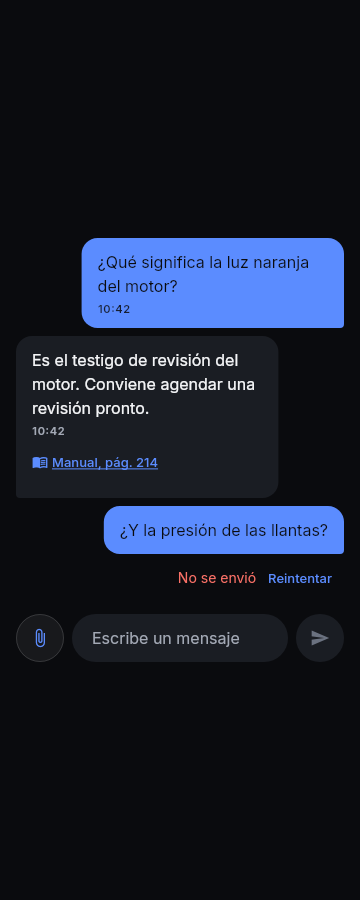 ¿Qué significa la luz naranja
del motor?
10:42
Es el testigo de revisión del
motor. Conviene agendar una
revisión pronto.
10:42
Manual, pág. 214
¿Y la presión de las llantas?
No se envió Reintentar
Escribe un mensaje